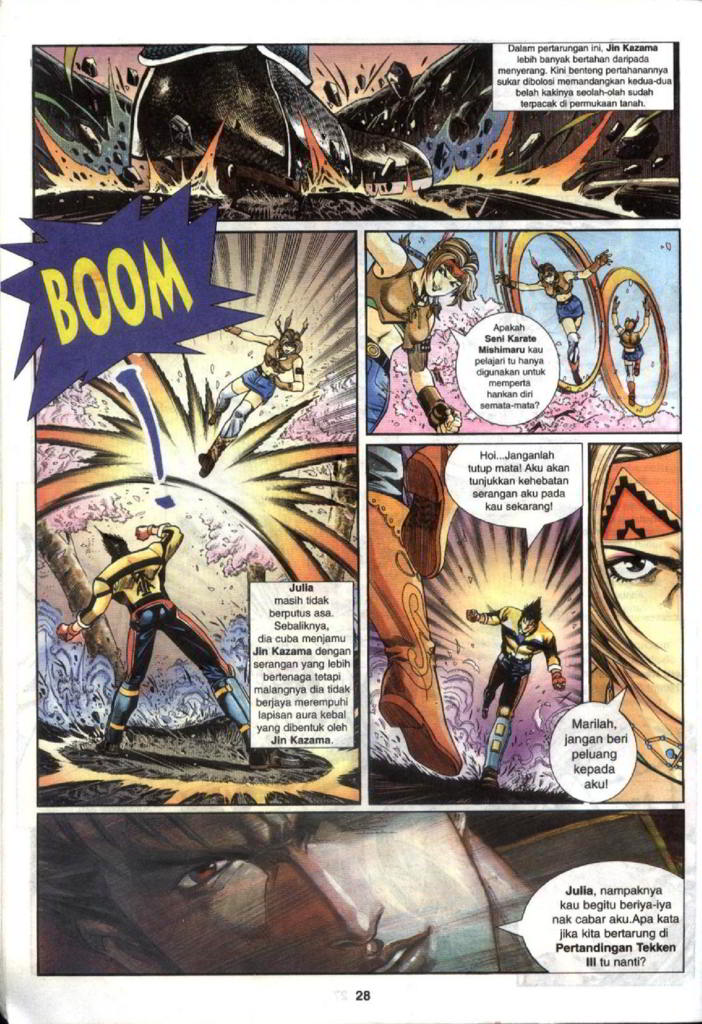 Dalam pertarungan ini, Jin Kazama
lebih banyak bertahan daripada
menyerang. Kini benteng pertahanannya
sukar dibolosi memandangkan kedua-dua
belah kakinya seolah-olah sudah
terpacak di permukaan tanah.
BOOM
!
Apakah
Seni Karate
Mishimaru kau
pelajari tu hanya
digunakan untuk
memperta
hankan diri
semata-mata?
Julia
masih tidak
berputus asa.
Sebaliknya,
dia cuba menjamu
Jin Kazama dengan
serangan yang lebih
bertenaga tetapi
malangnya dia tidak
berjaya merempuhi
lapisan aura kebal
yang dibentuk oleh
Jin Kazama.
Hoi...Janganlah
tutup mata! Aku akan
tunjukkan kehebatan
serangan aku pada
kau sekarang!
Marilah,
jangan beri
peluang
kepada
aku!
Julia, nampaknya
kau begitu beriya-iya
nak cabar aku.Apa kata
jika kita bertarung di
Pertandingan Tekken
III tu nanti?
28